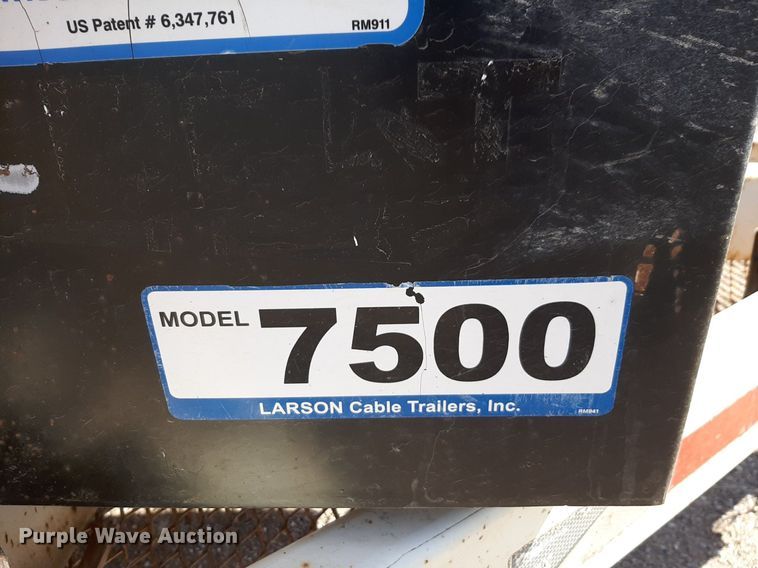 US Patent # 6,347,761
RM911
MODEL 7500
LARSON Cable Trailers, Inc.
RM941
Purple Wave Auction